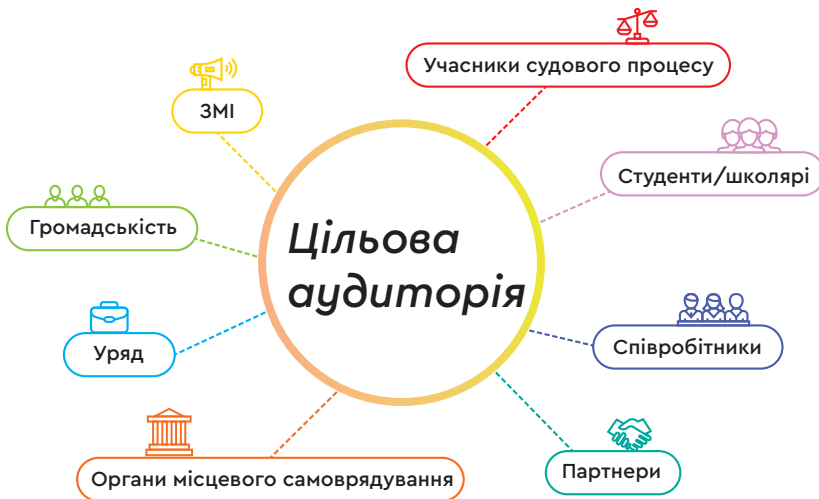 Учасники судового процесу
ЗМІ
Студенти/школярі
Громадськість
Цільова
аудиторія
Уряд
Співробітники
Органи місцевого самоврядування
Партнери